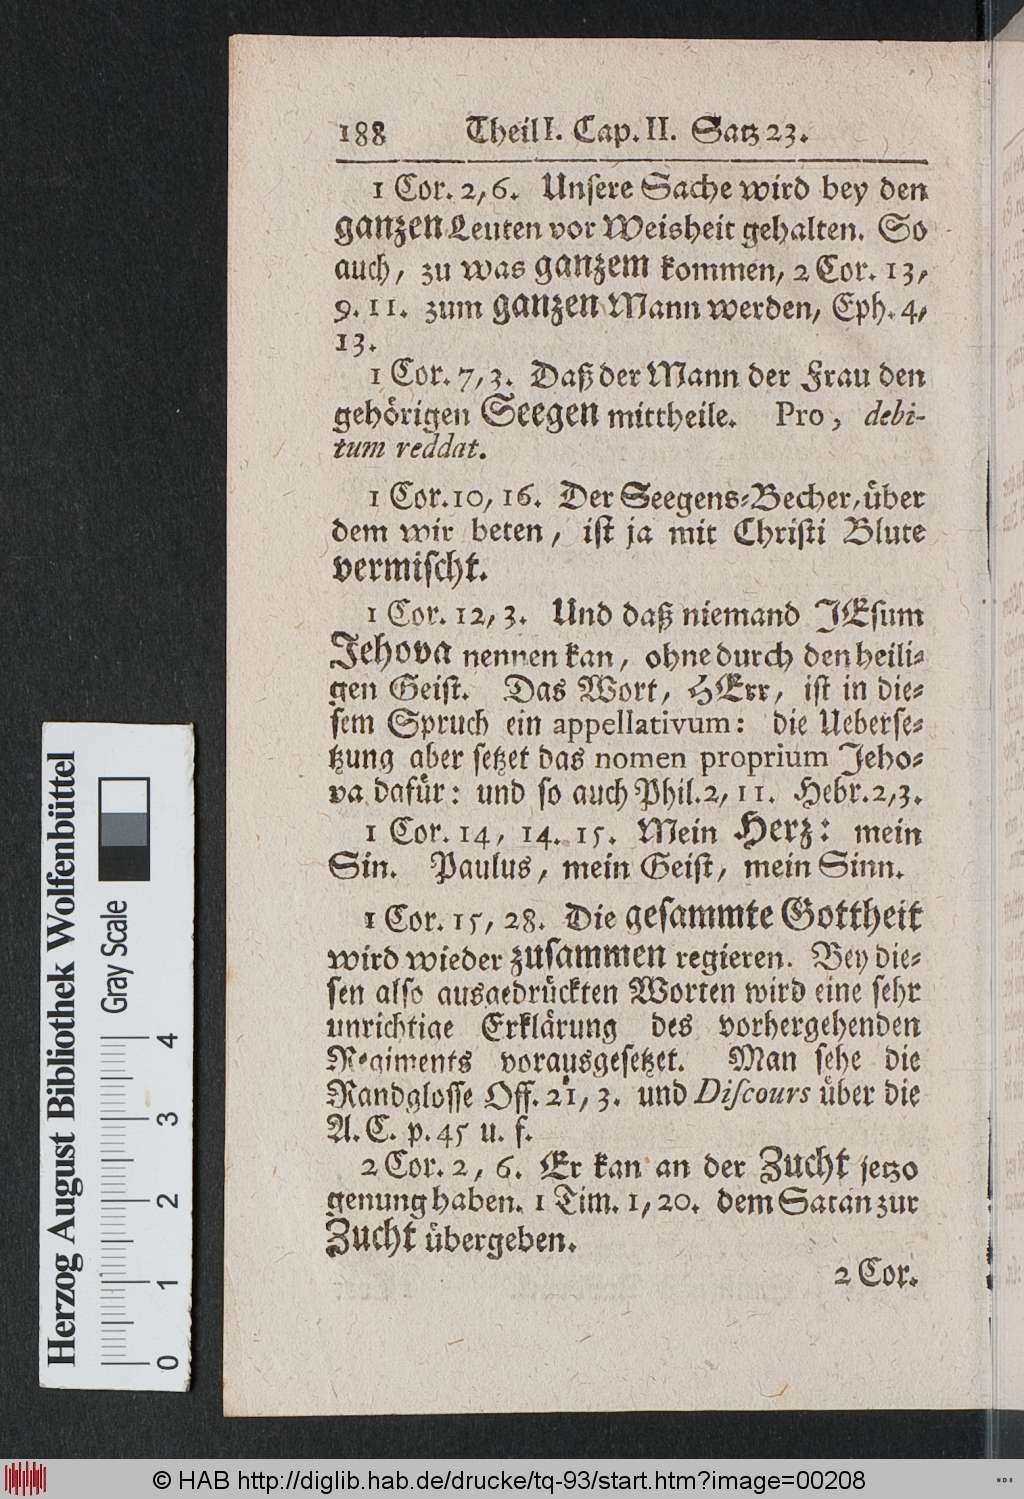 188 Theil I. Cap. II. Satz 23.
1 Cor. 2, 6. Unsere Sache wird bey den
ganzen Leuten vor Weisheit gehalten. So
auch, zu was ganzem kommen, 2 Cor. 13,
9. 11. zum ganzen Mann werden, Eph. 4,
13.
1 Cor. 7, 3. Daß der Mann der Frau den
gehörigen Seegen mittheile. Pro, debi-
tum reddat.
1 Cor. 10, 16. Der Seegens-Becher, über
dem wir beten, ist ja mit Christi Blute
vermischt.
1 Cor. 12, 3. Und daß niemand JEsum
Jehova nennen kan, ohne durch den heili-
gen Geist. Das Wort, HErr, ist in die-
sem Spruch ein appellativum: die Ueberse-
tzung aber setzet das nomen proprium Jeho-
va dafür: und so auch Phil. 2, 11. Hebr. 2, 3.
1 Cor. 14, 14. 15. Mein Herz: mein
Sin. Paulus, mein Geist, mein Sinn.
1 Cor. 15, 28. Die gesammte Gottheit
wird wieder zusammen regieren. Bey die-
sen also ausgedrückten Worten wird eine sehr
unrichtige Erklärung des vorhergehenden
Regiments vorausgesetzet. Man sehe die
Randglosse Off. 21, 3. und Discours über die
A. C. p. 45 u. f.
2 Cor. 2, 6. Er kan an der Zucht jetzo
genung haben. 1 Tim. 1, 20. dem Satan zur
Zucht übergeben.
2 Cor.
Herzog August Bibliothek Wolfenbüttel
Gray Scale
0 1 2 3 4
© HAB http://diglib.hab.de/drucke/tq-93/start.htm?image=00208